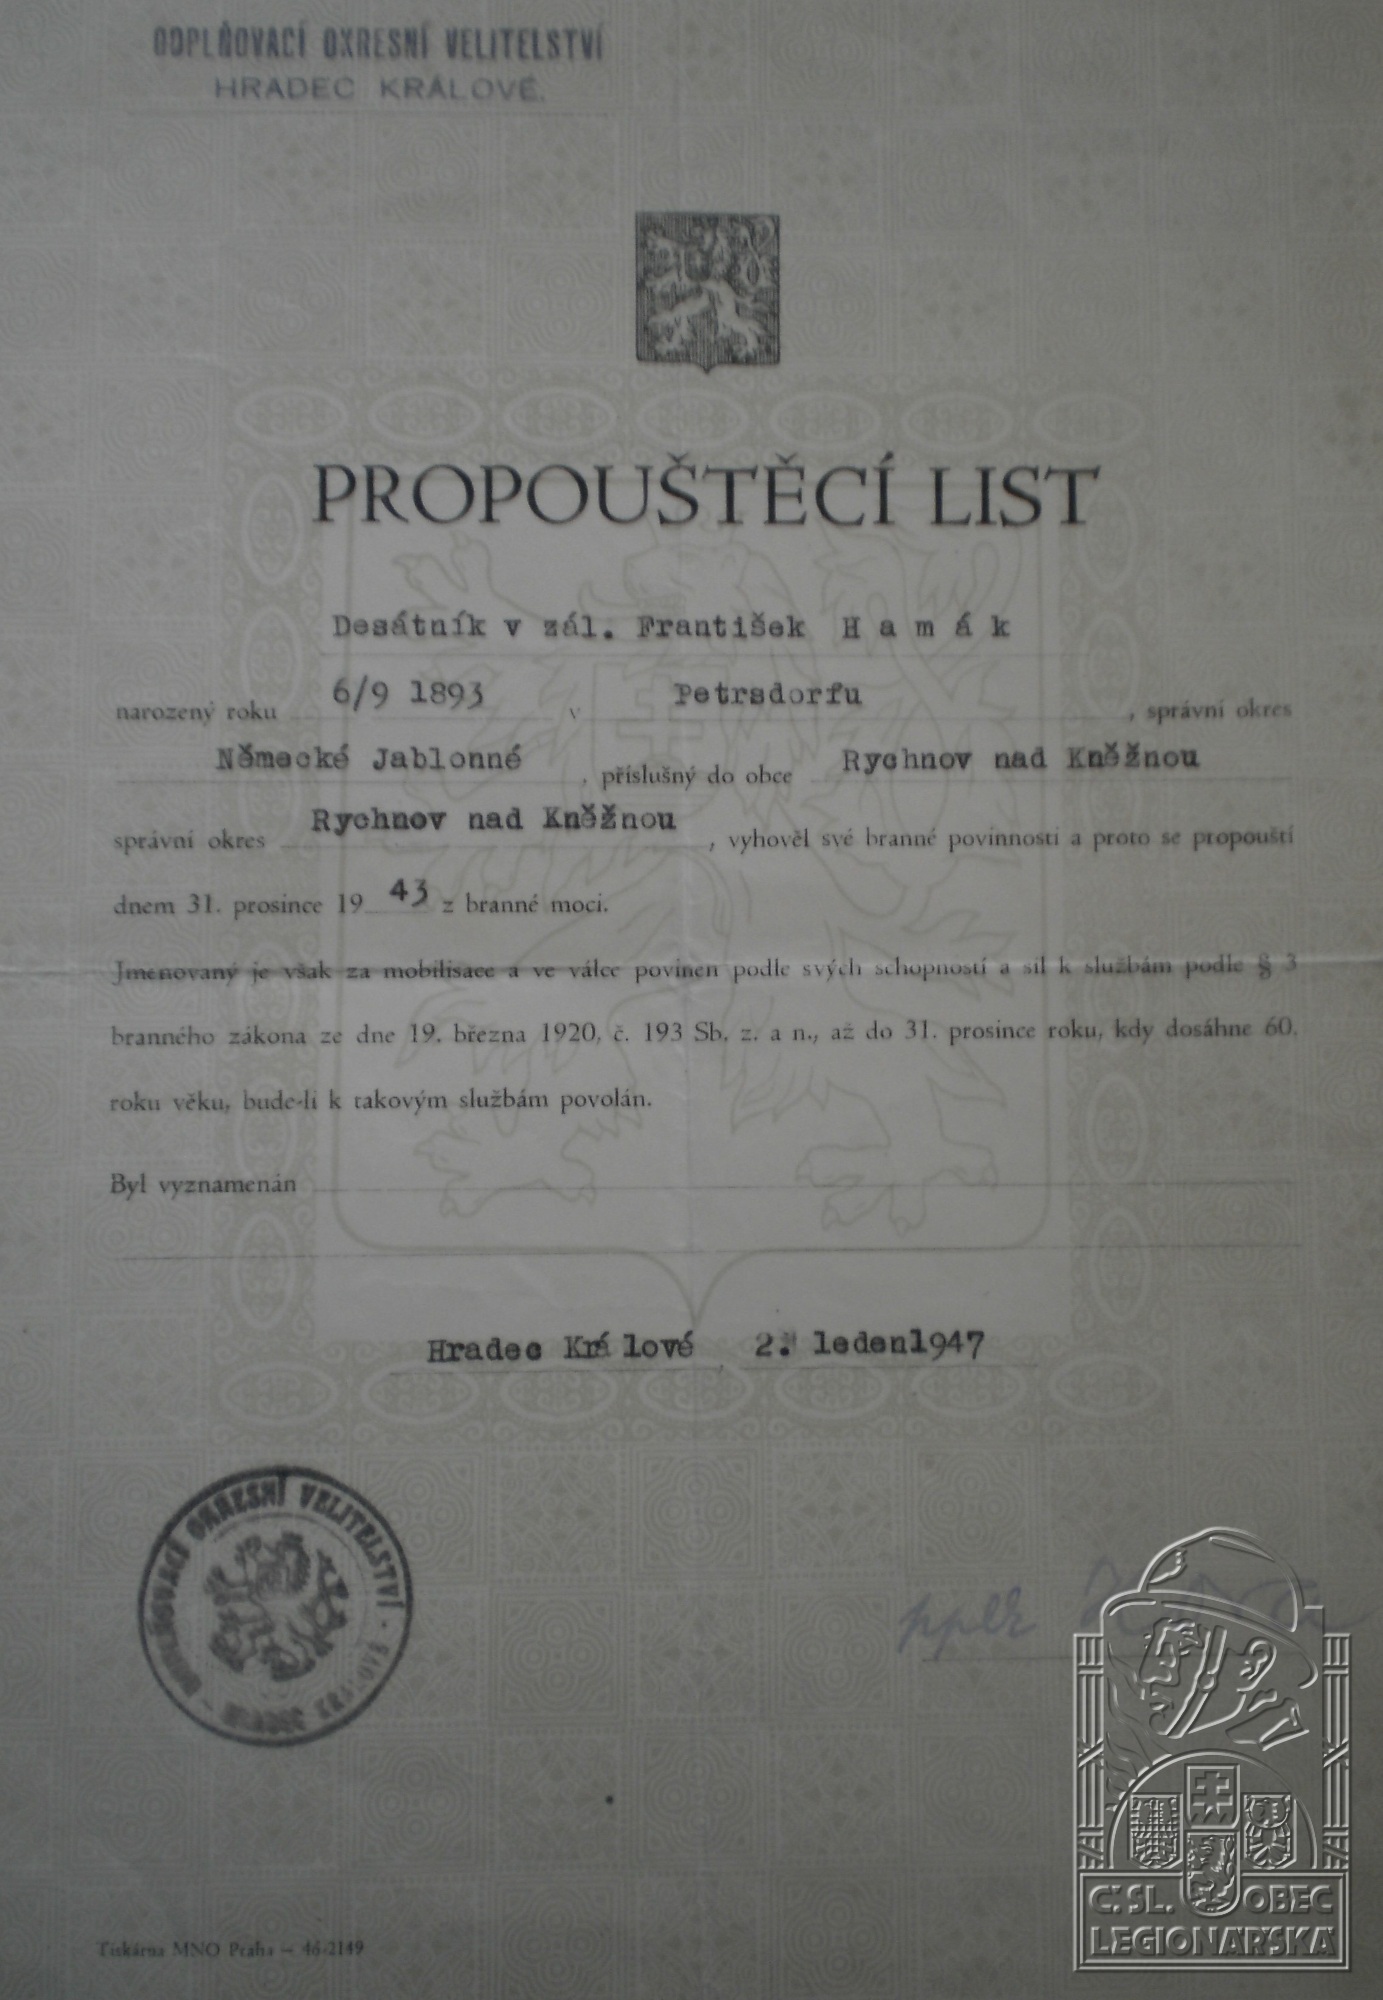 ODPLŇOVACÍ OKRESNÍ VELITELSTVÍ
HRADEC KRÁLOVÉ.
PROPOUŠTĚCÍ LIST
Desátník v zál. František H a m á k
narozený roku 6/9 1893 v Petrsdorfu, správní okres
Německé Jablonné, příslušný do obce Rychnov nad Kněžnou
správní okres Rychnov nad Kněžnou, vyhověl své branné povinnosti a proto se propouští
dnem 31. prosince 1943 z branné moci.
Jmenovaný je však za mobilisace a ve válce povinen podle svých schopností a sil k službám podle § 3
branného zákona ze dne 19. března 1920, č. 193 Sb. z. a n., až do 31. prosince roku, kdy dosáhne 60.
roku věku, bude-li k takovým službám povolán.
Byl vyznamenán
Hradec Králové, 2. leden1947
DOPLŇOVACÍ OKRESNÍ VELITELSTVÍ · HRADEC KRÁLOVÉ
pplk
Č.SL. OBEC
LEGIONÁŘSKÁ
Tiskárna MNO Praha – 46-2149